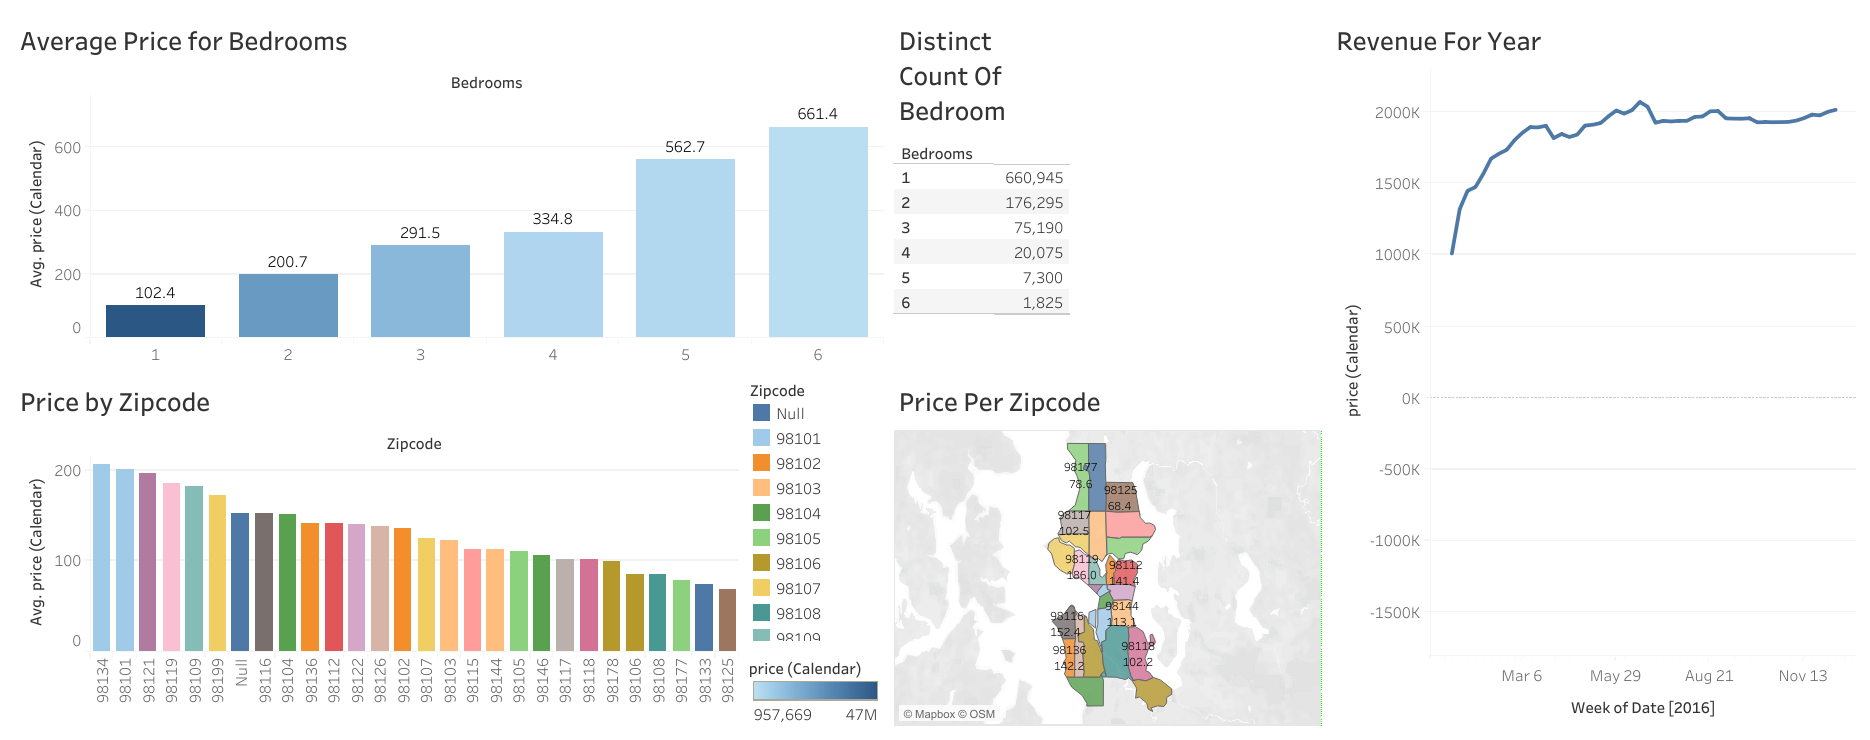 Average Price for Bedrooms
Bedrooms
Avg. price (Calendar)
600
400
200
0
102.4
200.7
291.5
334.8
562.7
661.4
1 2 3 4 5 6
Distinct
Count Of
Bedroom
Bedrooms
1 660,945
2 176,295
3 75,190
4 20,075
5 7,300
6 1,825
Revenue For Year
price (Calendar)
2000K
1500K
1000K
500K
0K
-500K
-1000K
-1500K
Mar 6 May 29 Aug 21 Nov 13
Week of Date [2016]
Price by Zipcode
Zipcode
Avg. price (Calendar)
200
100
0
98134 98101 98121 98119 98109 98199 Null 98116 98104 98136 98112 98122 98126 98102 98107 98103 98115 98144 98105 98146 98117 98118 98178 98106 98108 98177 98133 98125
Zipcode
Null
98101
98102
98103
98104
98105
98106
98107
98108
98109
price (Calendar)
957,669 47M
Price Per Zipcode
98177
78.6
98125
68.4
98117
102.5
98119
186.0
98112
141.4
98144
113.1
98116
152.4
98136
142.2
98118
102.2
© Mapbox © OSM